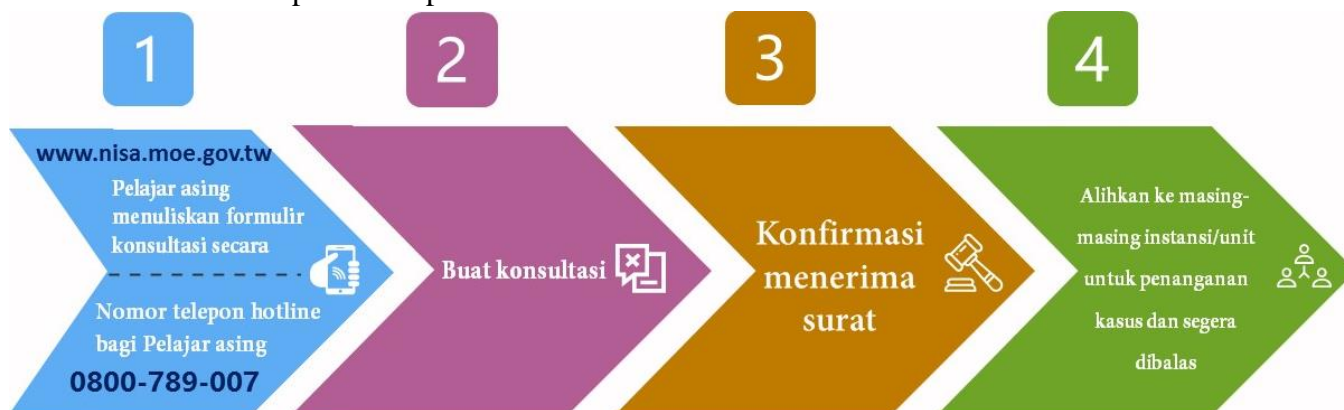 1
www.nisa.moe.gov.tw
Pelajar asing
menuliskan formulir
konsultasi secara
Nomor telepon hotline
bagi Pelajar asing
0800-789-007
2
Buat konsultasi
3
Konfirmasi
menerima
surat
4
Alihkan ke masing-
masing instansi/unit
untuk penanganan
kasus dan segera
dibalas